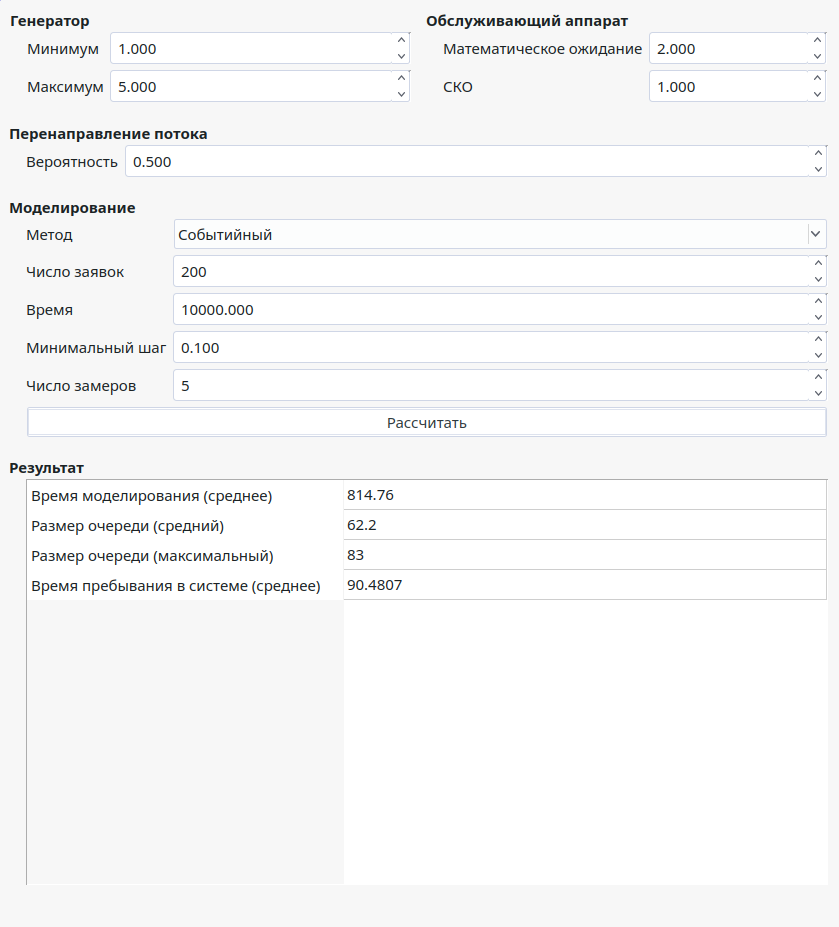 Генератор
Минимум 1.000
Максимум 5.000
Обслуживающий аппарат
Математическое ожидание 2.000
СКО 1.000
Перенаправление потока
Вероятность 0.500
Моделирование
Метод Событийный
Число заявок 200
Время 10000.000
Минимальный шаг 0.100
Число замеров 5
Рассчитать
Результат
Время моделирования (среднее) 814.76
Размер очереди (средний) 62.2
Размер очереди (максимальный) 83
Время пребывания в системе (среднее) 90.4807